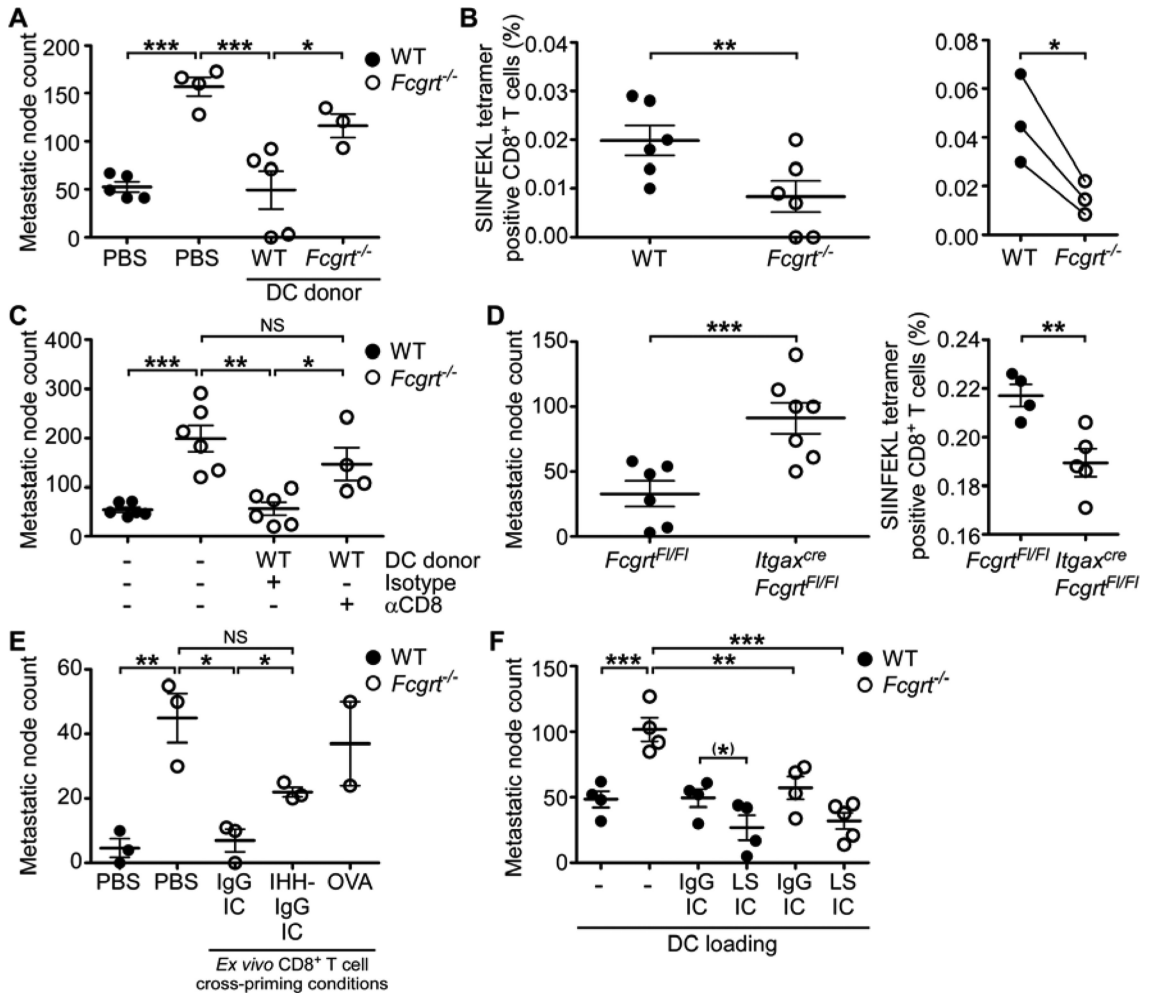 A
Metastatic node count
200
150
100
50
0
***
***
*
WT
Fcgrt-/-
PBS
PBS
WT
Fcgrt-/-
DC donor
B
SIINFEKL tetramer
positive CD8+ T cells (%)
0.04
0.03
0.02
0.01
0.00
**
WT
Fcgrt-/-
0.08
0.06
0.04
0.02
0.00
*
WT
Fcgrt-/-
C
Metastatic node count
400
300
200
100
0
NS
***
**
*
WT
Fcgrt-/-
- - WT WT DC donor
- - + - Isotype
- - - + αCD8
D
Metastatic node count
150
100
50
0
***
FcgrtFl/Fl
Itgaxcre
FcgrtFl/Fl
SIINFEKL tetramer
positive CD8+ T cells (%)
0.24
0.22
0.20
0.18
0.16
**
FcgrtFl/Fl
Itgaxcre
FcgrtFl/Fl
E
Metastatic node count
60
40
20
0
NS
**
*
*
WT
Fcgrt-/-
PBS
PBS
IgG
IC
IHH-
IgG
IC
OVA
Ex vivo CD8+ T cell
cross-priming conditions
F
Metastatic node count
150
100
50
0
***
***
**
(*)
WT
Fcgrt-/-
- - IgG LS IgG LS
IC IC IC IC
DC loading